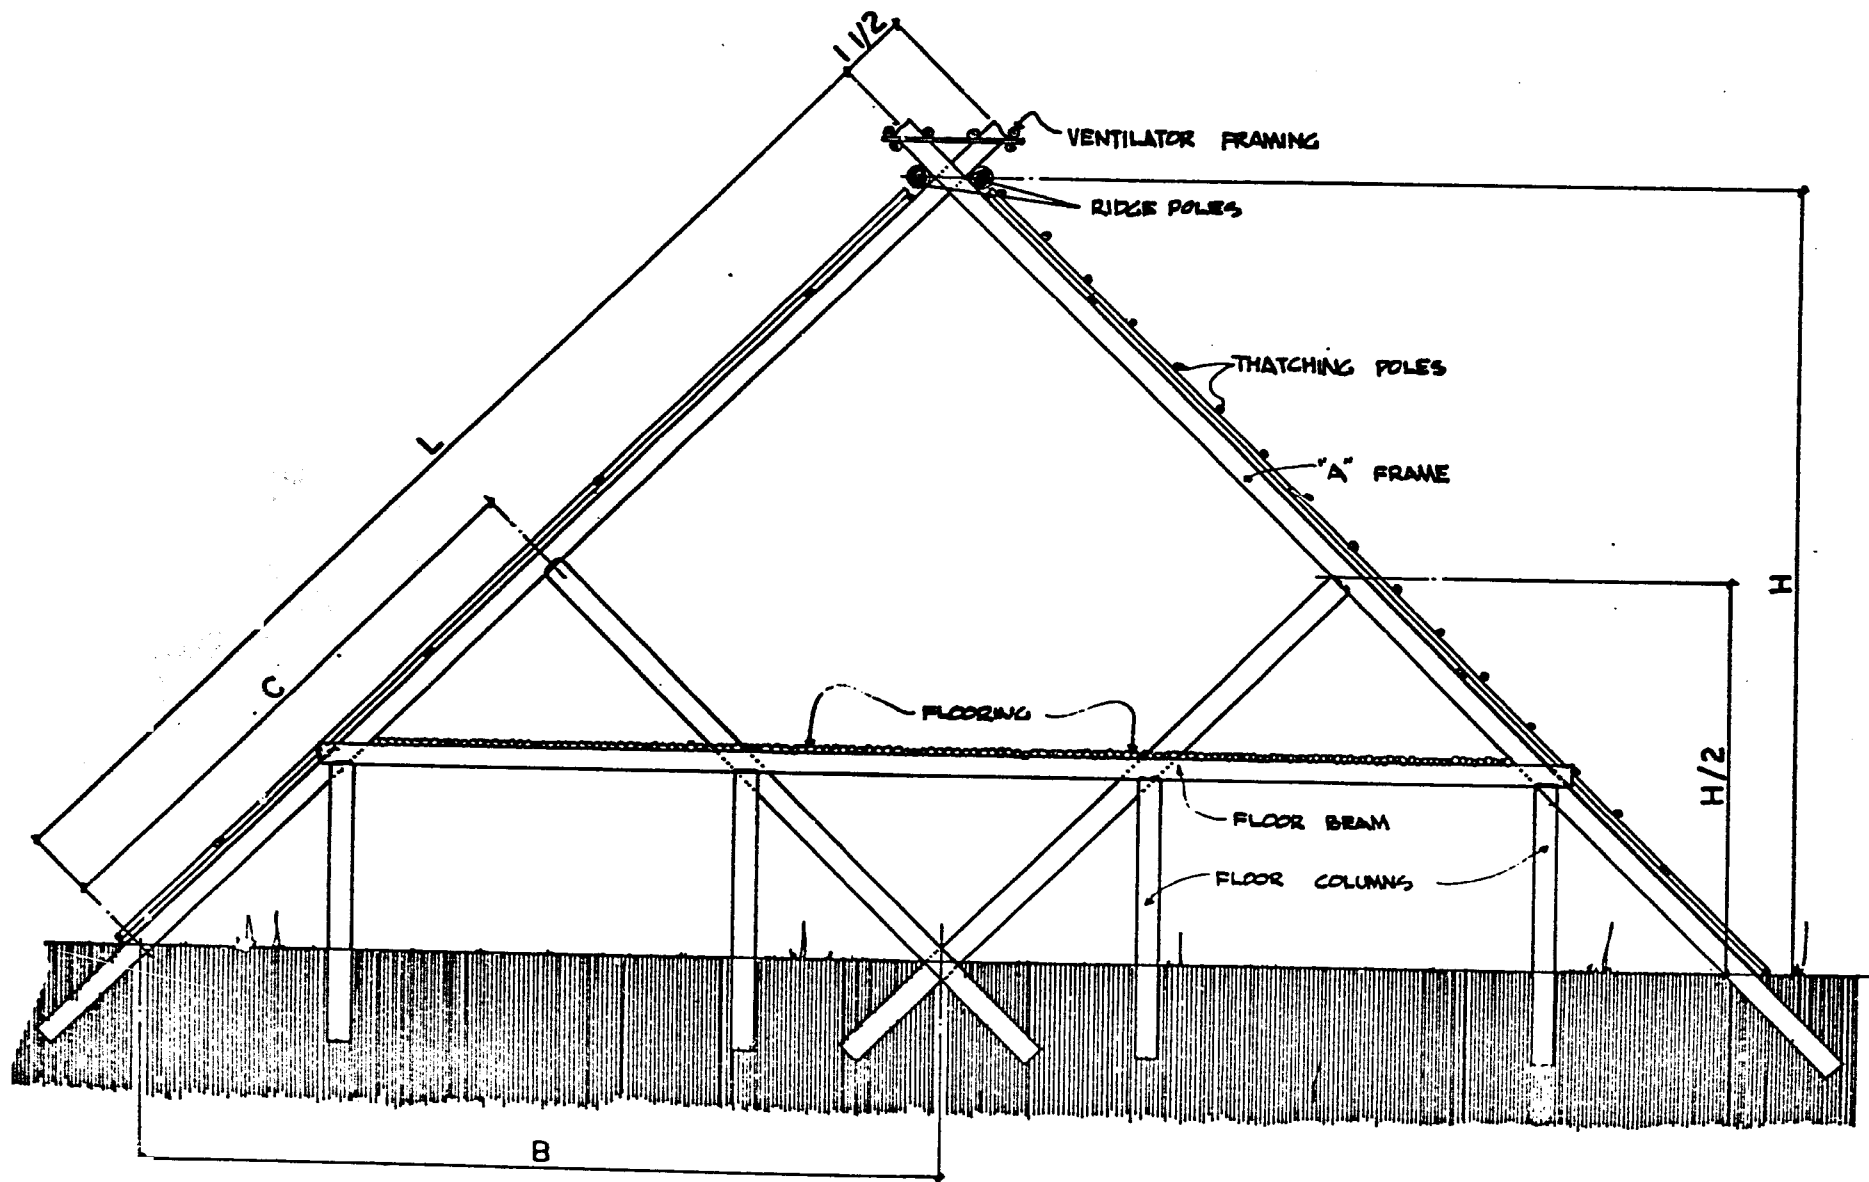 1 1/2
VENTILATOR FRAMING
RIDGE POLES
THATCHING POLES
L
"A" FRAME
H
C
FLOORING
H/2
FLOOR BEAM
FLOOR COLUMNS
B